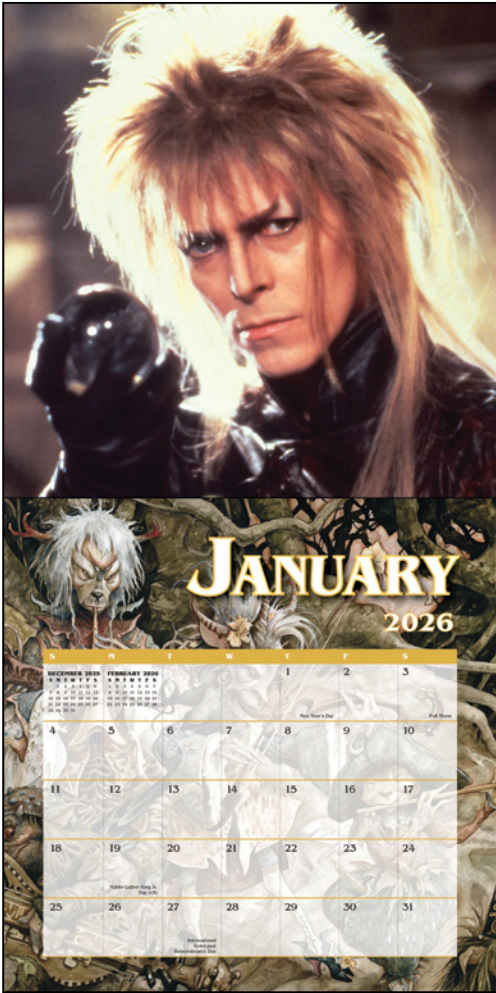 JANUARY
2026
S M T W T F S
DECEMBER 2025 FEBRUARY 2026
S M T W T F S S M T W T F S
1 2 3
New Year's Day Full Moon
4 5 6 7 8 9 10
11 12 13 14 15 16 17
18 19 20 21 22 23 24
Martin Luther King Jr.
Day (US)
25 26 27 28 29 30 31
International
Holocaust
Remembrance Day